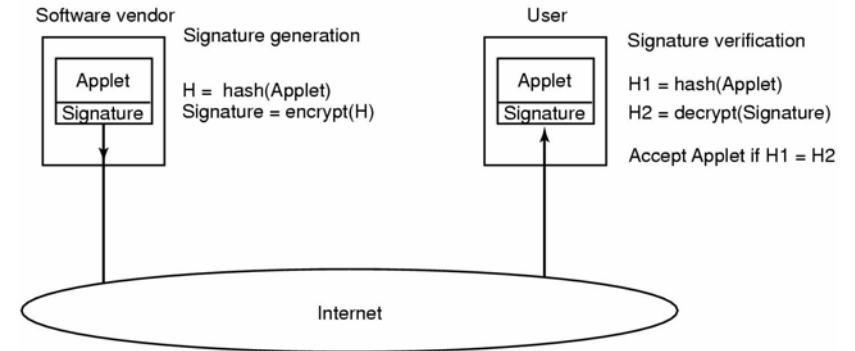 Software vendor
Signature generation
Applet
Signature
H = hash(Applet)
Signature = encrypt(H)
User
Signature verification
Applet
Signature
H1 = hash(Applet)
H2 = decrypt(Signature)
Accept Applet if H1 = H2
Internet